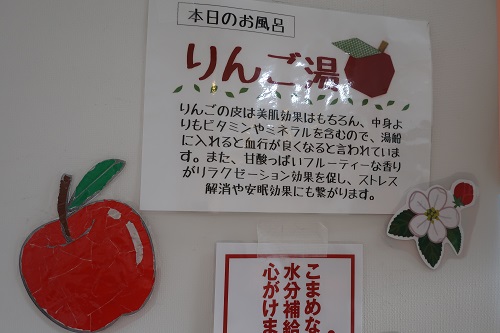 本日のお風呂
りんご湯
りんごの皮は美肌効果はもちろん、中身よ
りもビタミンやミネラルを含むので、湯船
に入れると血行が良くなると言われていま
す。また、甘酸っぱいフルーティーな香り
がリラクゼーション効果を促し、ストレス
解消や安眠効果にも繋がります。
こまめな
水分補給
心がけま